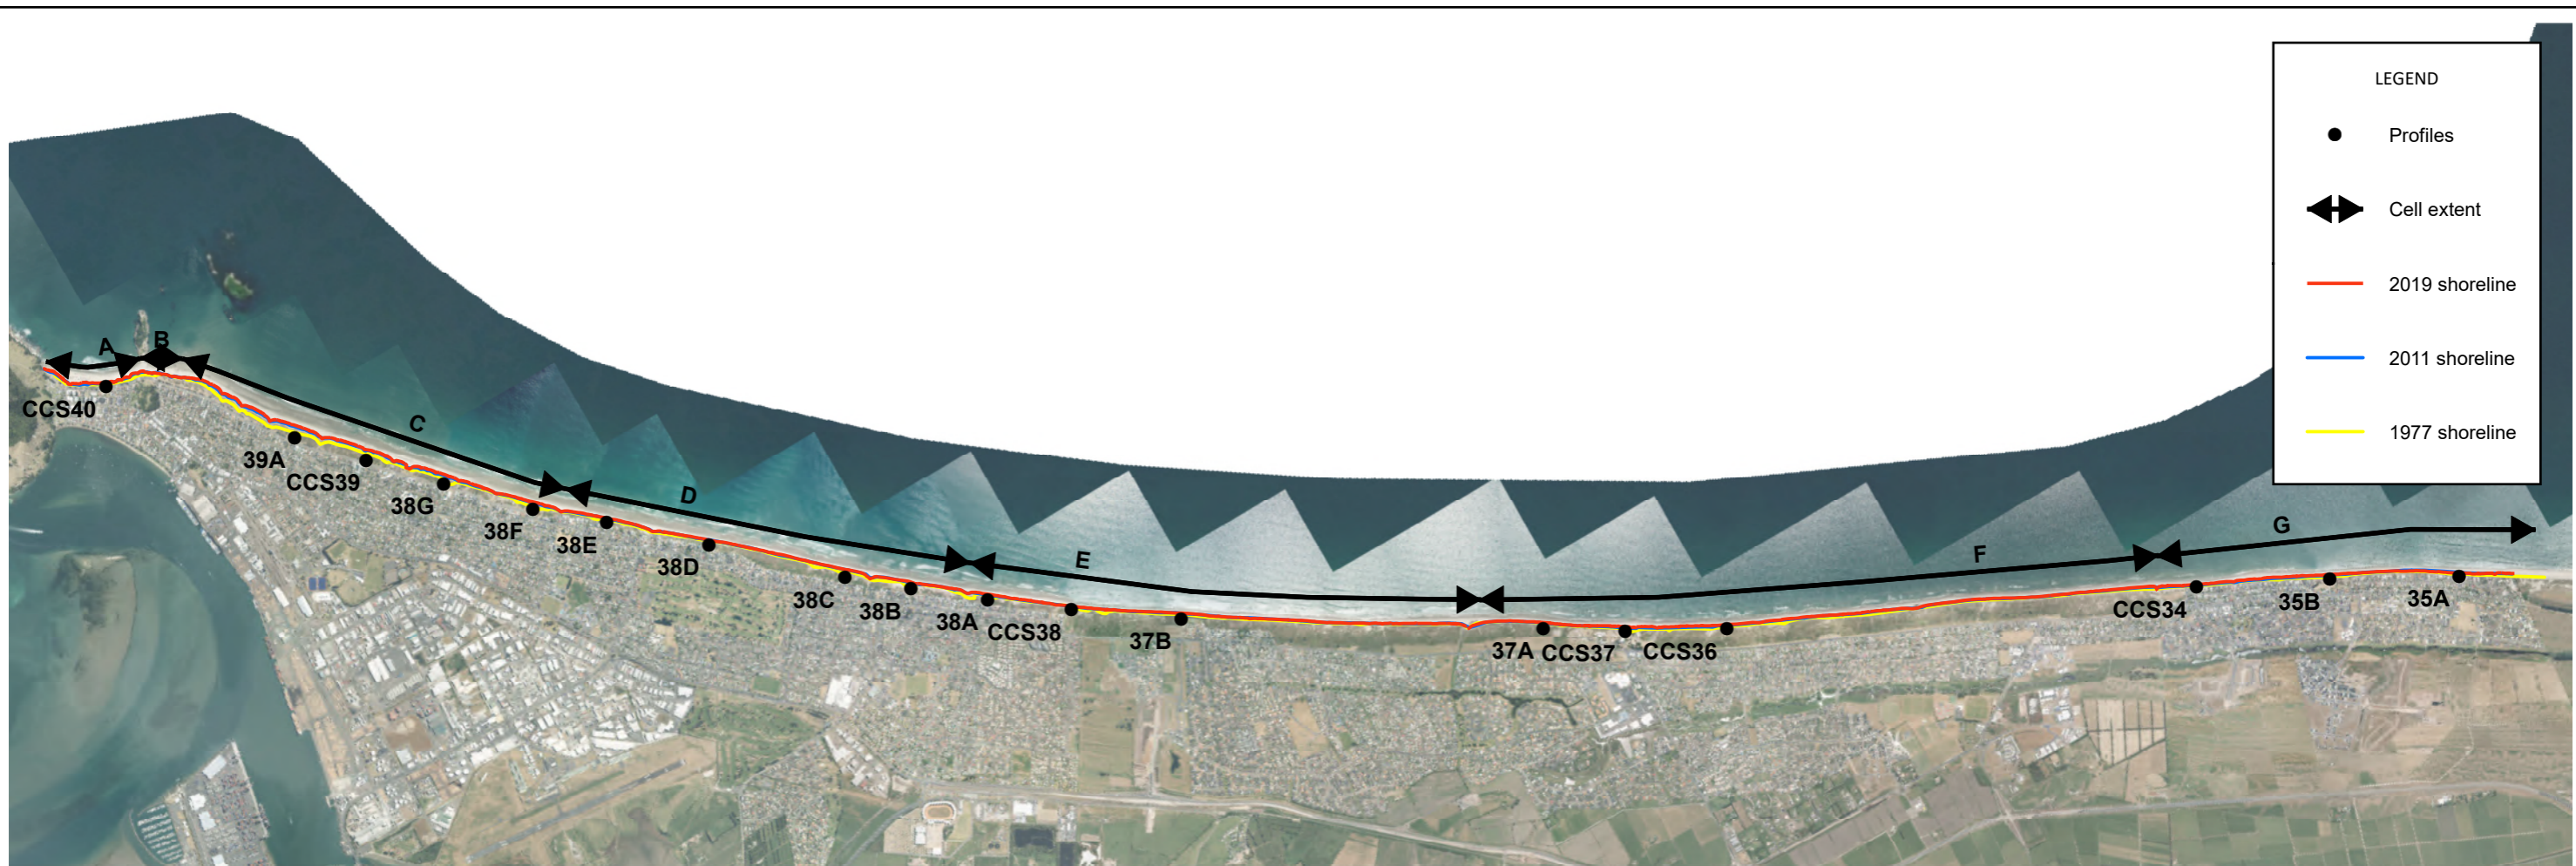 LEGEND
Profiles
Cell extent
2019 shoreline
2011 shoreline
1977 shoreline
A
B
C
D
E
F
G
CCS40
39A
CCS39
38G
38F
38E
38D
38C
38B
38A
CCS38
37B
37A
CCS37
CCS36
CCS34
35B
35A